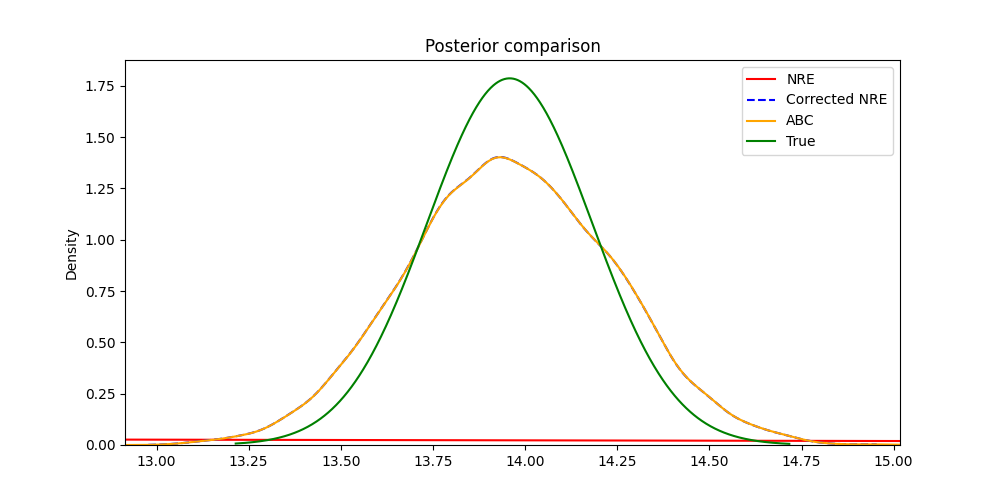 Posterior comparison
NRE
Corrected NRE
ABC
True
Density
1.75
1.50
1.25
1.00
0.75
0.50
0.25
0.00
13.00 13.25 13.50 13.75 14.00 14.25 14.50 14.75 15.00